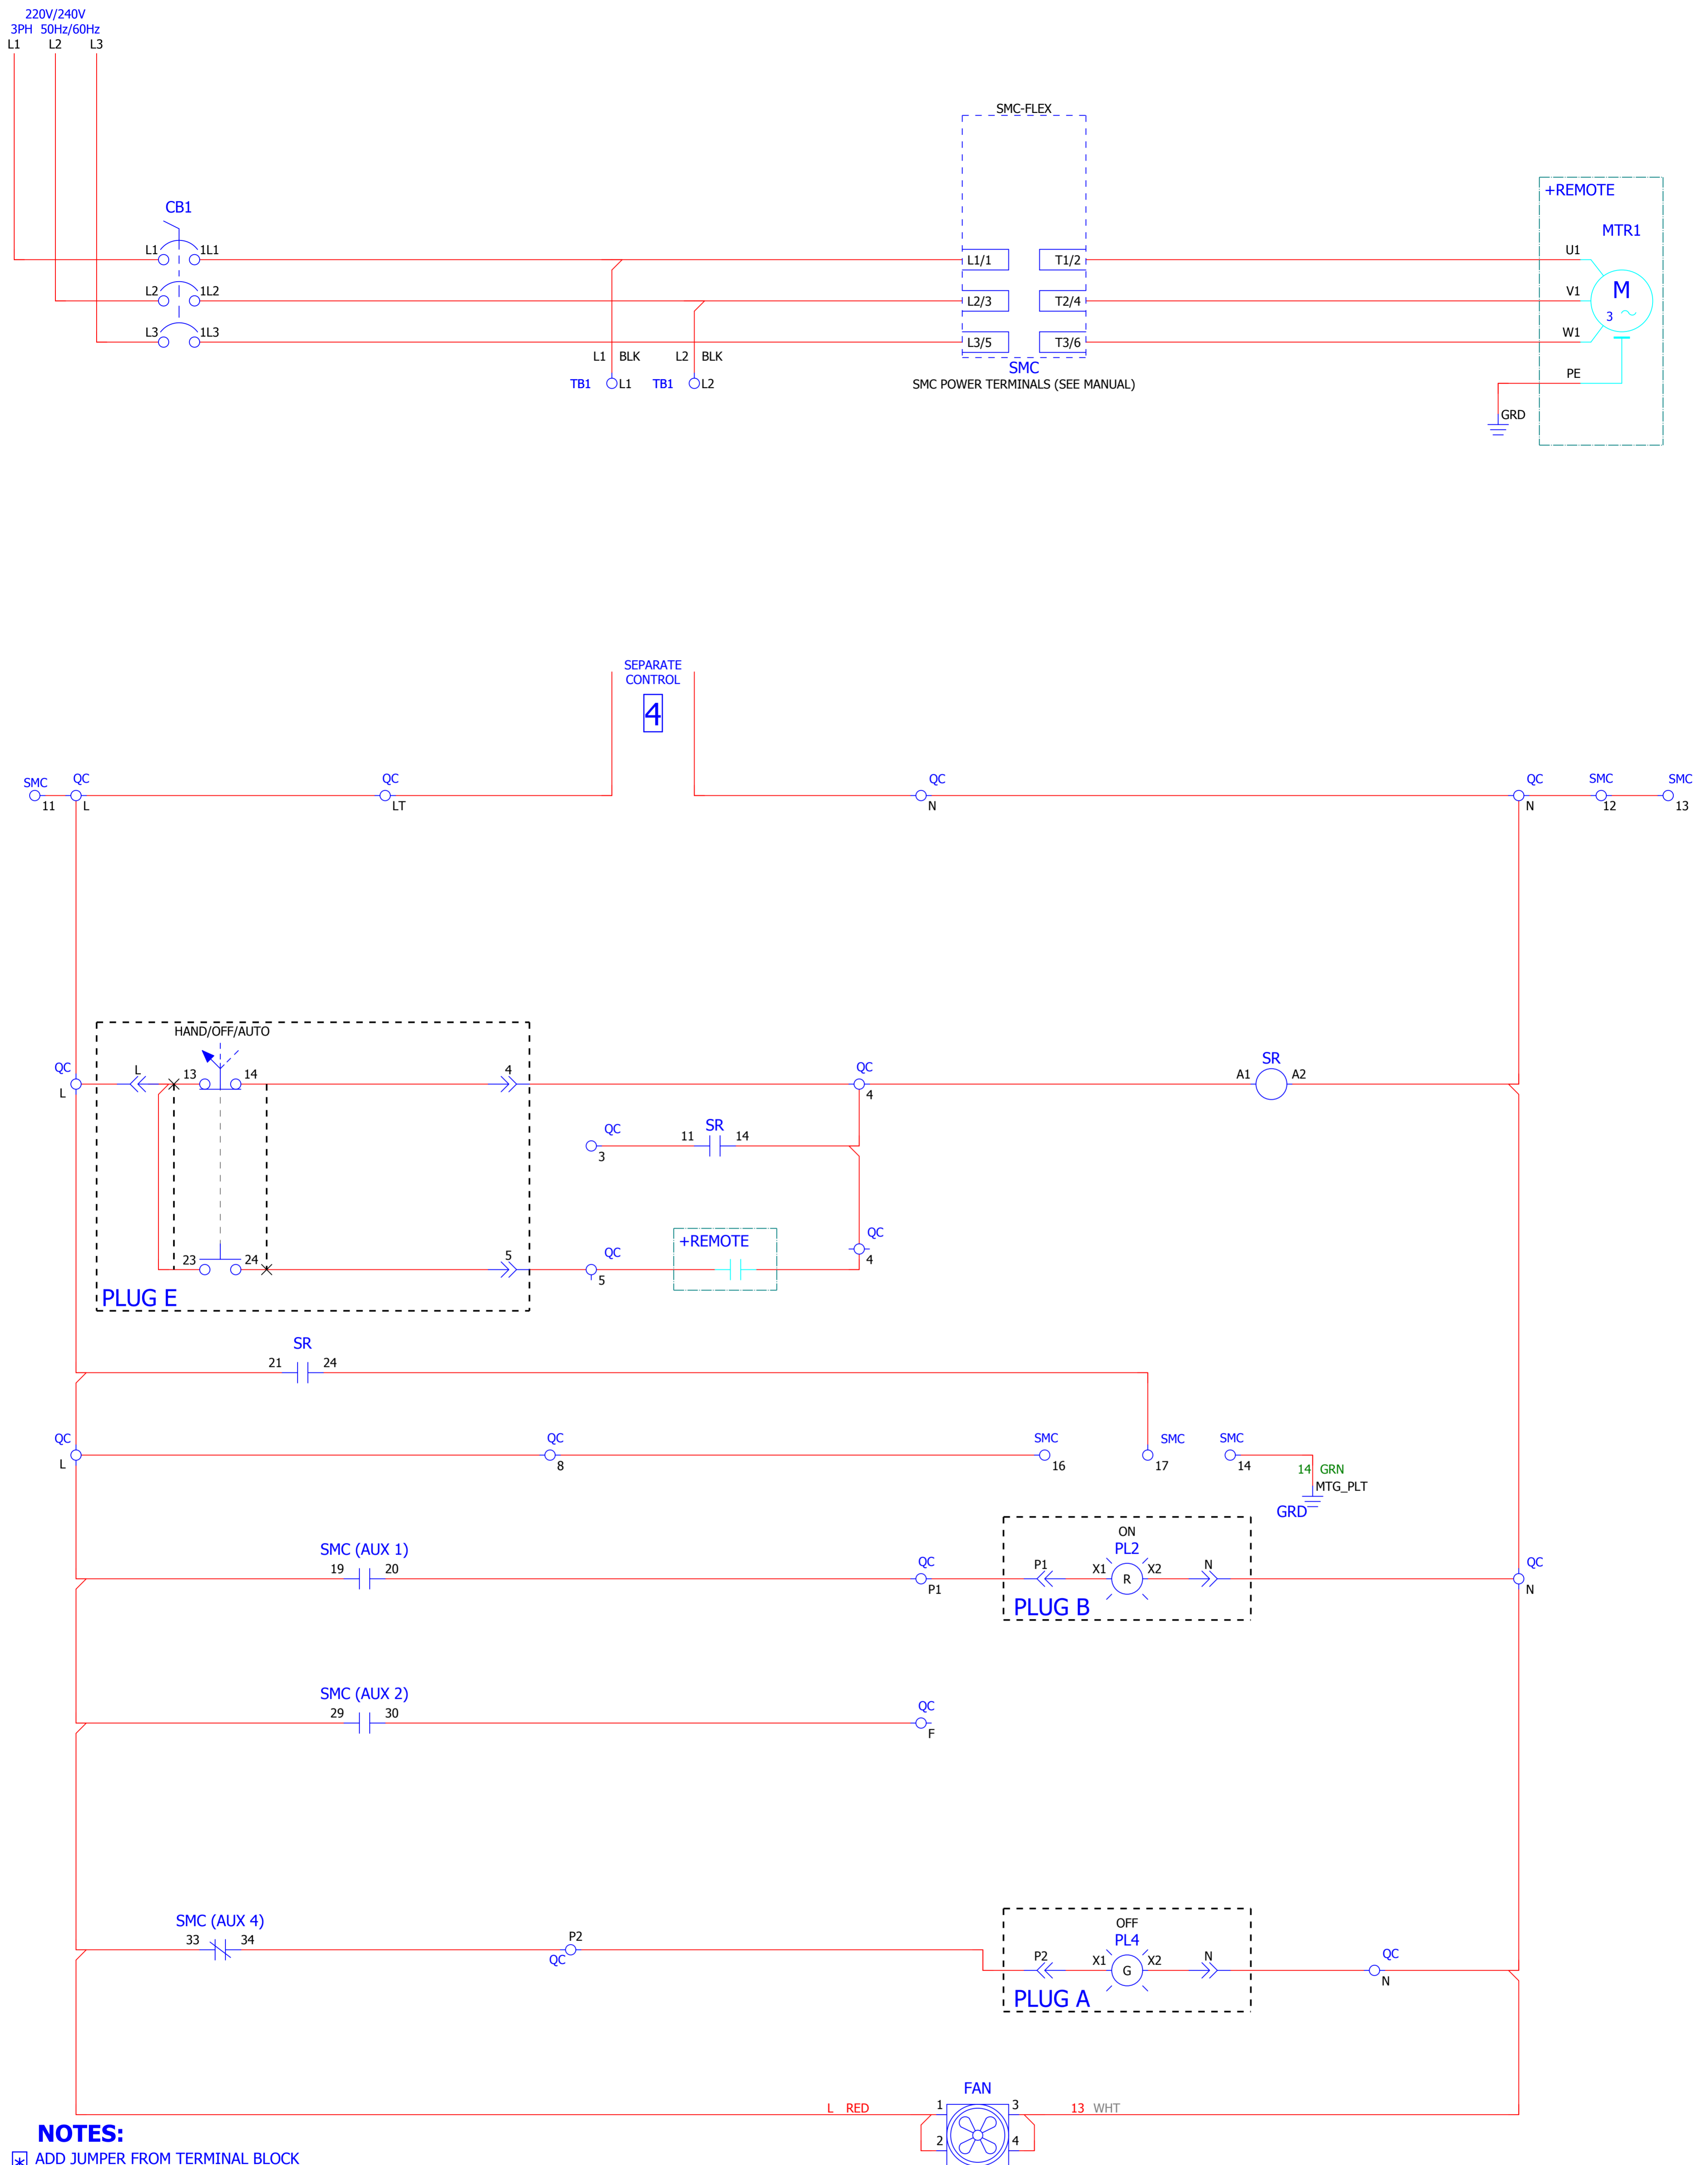 220V/240V
3PH 50Hz/60Hz
L1 L2 L3
SMC-FLEX
+REMOTE
CB1
MTR1
L1 1L1 L1/1 T1/2 U1
L2 1L2 L2/3 T2/4 V1 M
3
L3 1L3 L3/5 T3/6 W1
L1 BLK L2 BLK
SMC
PE
TB1 L1 TB1 L2
SMC POWER TERMINALS (SEE MANUAL)
GRD
SEPARATE
CONTROL
4
SMC QC QC QC QC SMC SMC
11 L LT N N 12 13
HAND/OFF/AUTO
QC L 13 14 4 QC SR
A1 A2
L 4
QC 11 SR 14
3
QC
+REMOTE
23 24 5 QC
5 4
PLUG E
SR
21 24
QC QC SMC SMC SMC
L 8 16 17 14
14 GRN
MTG_PLT
GRD
ON
SMC (AUX 1) PL2
19 20 QC P1 X1 R X2 N QC
P1 N
PLUG B
SMC (AUX 2)
29 30 QC
F
OFF
SMC (AUX 4) PL4
33 34 P2
QC
P2 X1 G X2 N QC
N
PLUG A
FAN
L RED 1 3 13 WHT
2 4
NOTES:
* ADD JUMPER FROM TERMINAL BLOCK